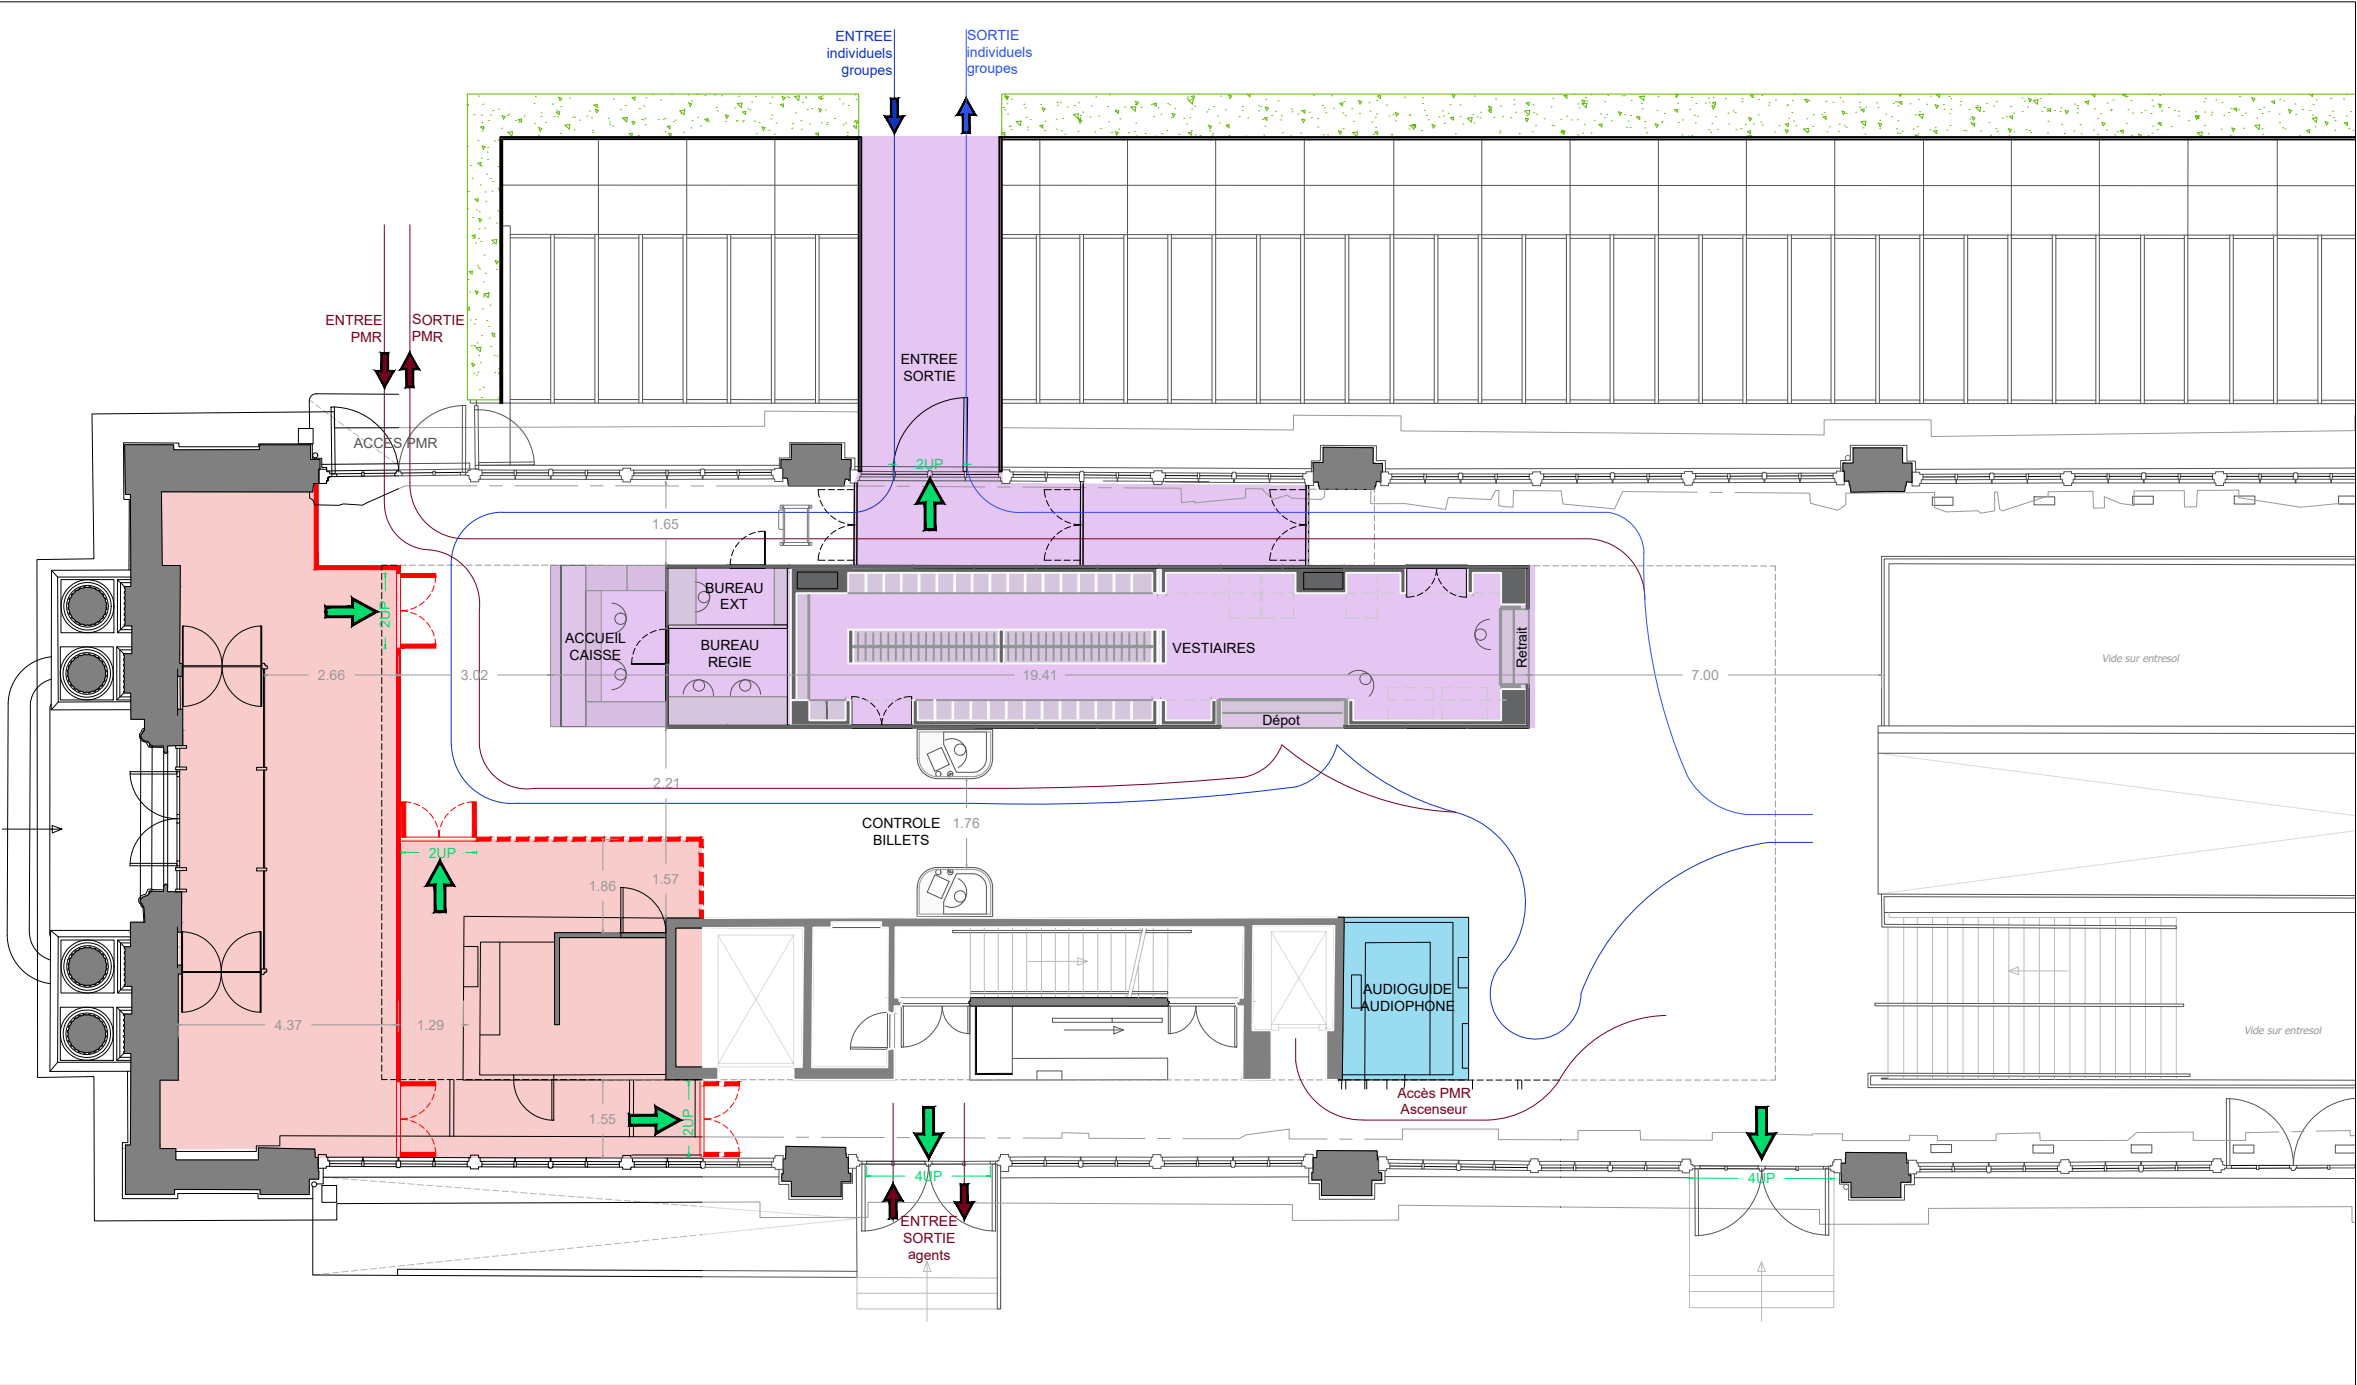 ENTREE
individuels
groupes
SORTIE
individuels
groupes
ENTREE
PMR
SORTIE
PMR
ENTREE
SORTIE
ACCES PMR
2UP
1.65
2UP
BUREAU
EXT
ACCUEIL
CAISSE
BUREAU
REGIE
VESTIAIRES
Retrait
Vide sur entresol
2.66
3.02
19.41
7.00
Dépot
2.21
CONTROLE
BILLETS
1.76
2UP
1.86
1.57
AUDIOGUIDE
AUDIOPHONE
4.37
1.29
Vide sur entresol
1.55
2UP
Accès PMR
Ascenseur
4UP
4UP
ENTREE
SORTIE
agents